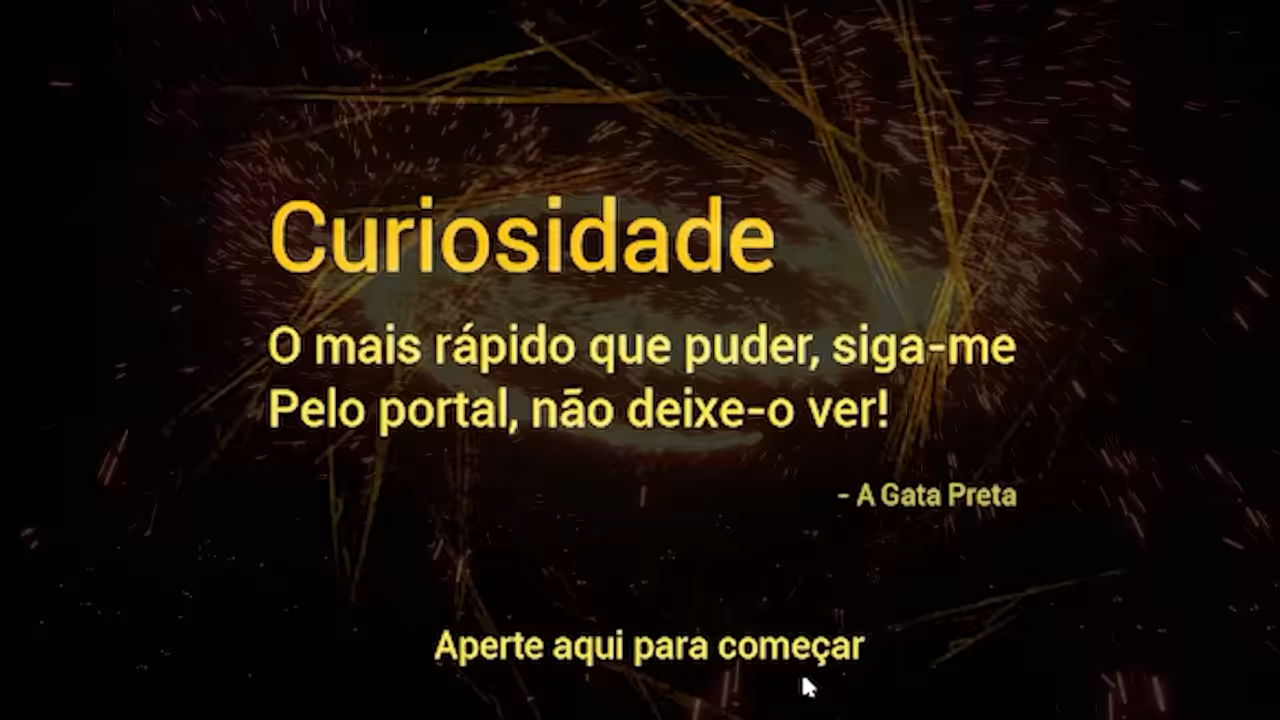 Curiosidade
O mais rápido que puder, siga-me
Pelo portal, não deixe-o ver!
- A Gata Preta
Aperte aqui para começar